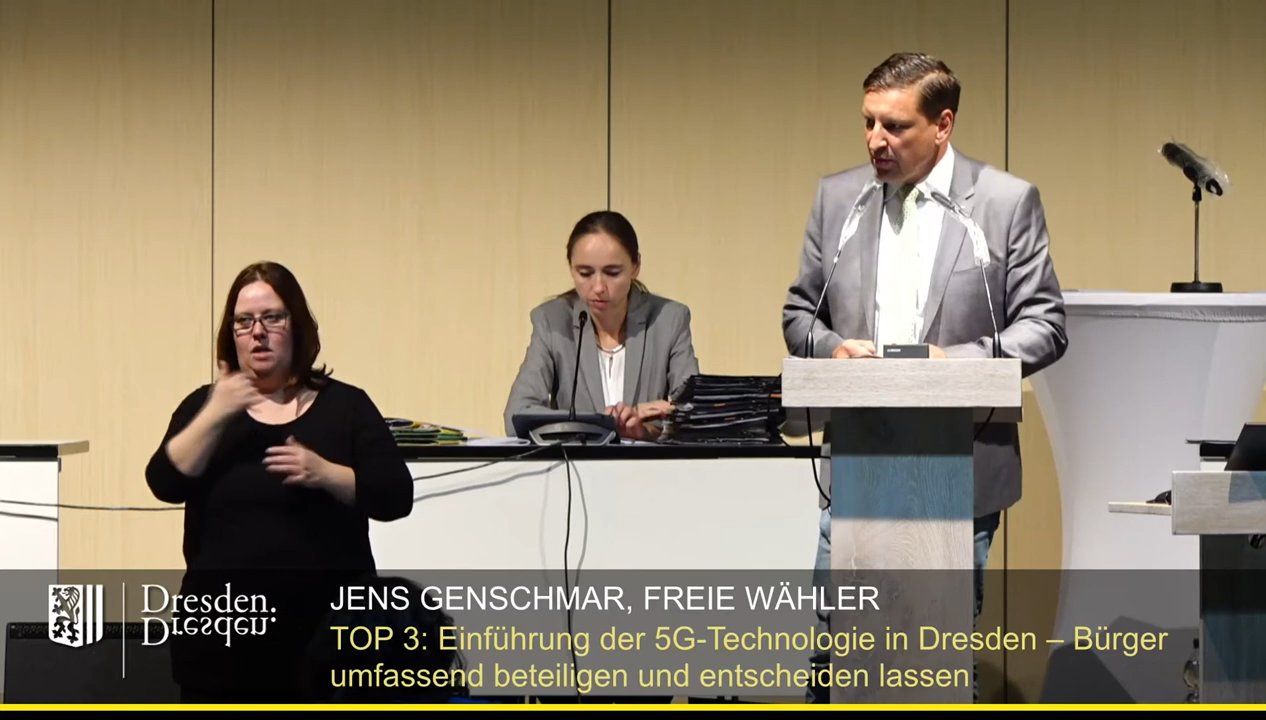 Dresden.
Dresden.
JENS GENSCHMAR, FREIE WÄHLER
TOP 3: Einführung der 5G-Technologie in Dresden – Bürger
umfassend beteiligen und entscheiden lassen